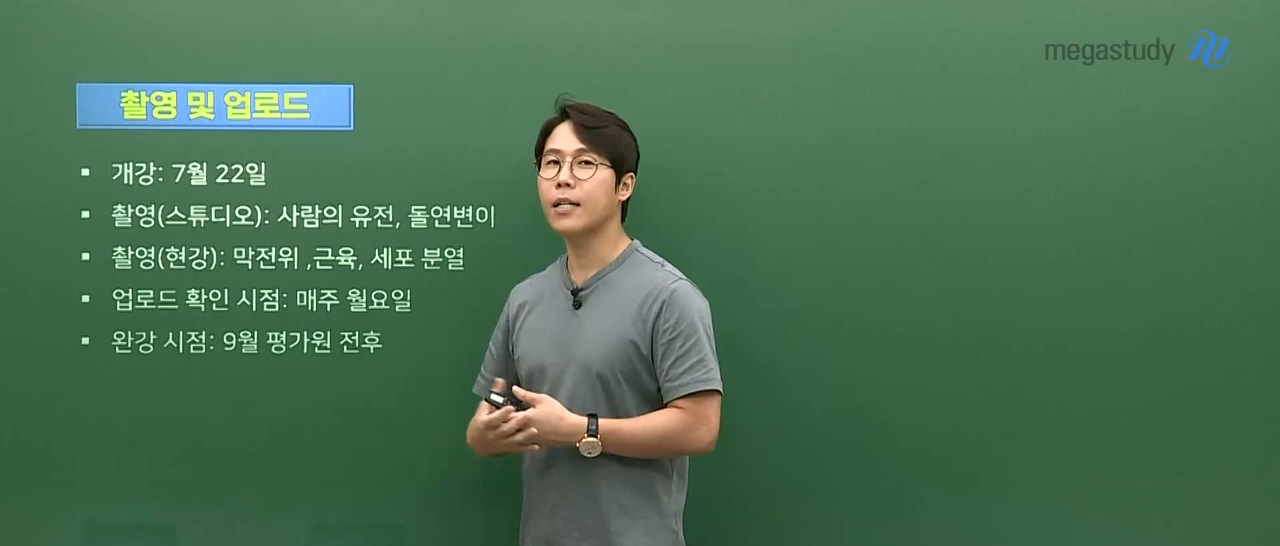 megastudy
촬영 및 업로드
▪ 개강: 7월 22일
▪ 촬영(스튜디오): 사람의 유전, 돌연변이
▪ 촬영(현강): 막전위 ,근육, 세포 분열
▪ 업로드 확인 시점: 매주 월요일
▪ 완강 시점: 9월 평가원 전후